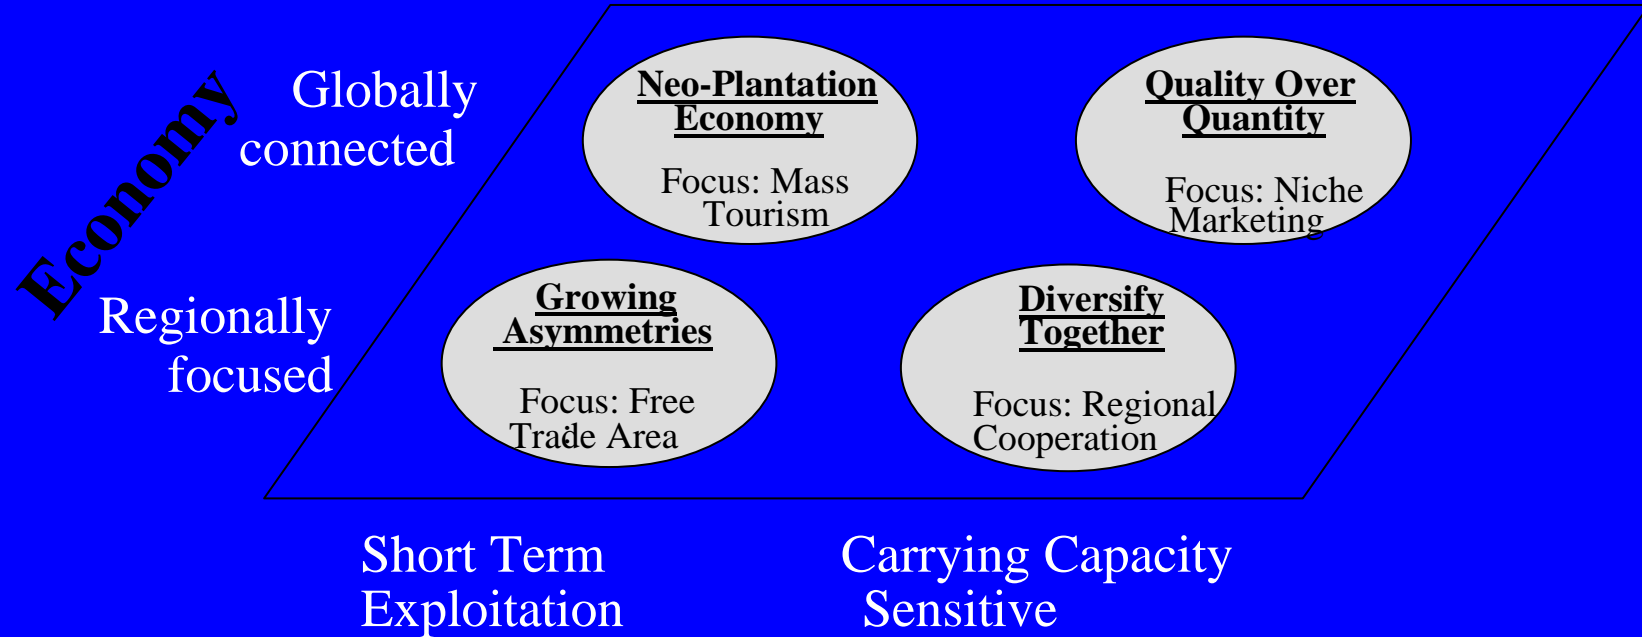 Economy
Globally
connected
Neo-Plantation
Economy
Focus: Mass
Tourism
Quality Over
Quantity
Focus: Niche
Marketing
Regionally
focused
Growing
Asymmetries
Focus: Free
Trade Area
.
Diversify
Together
Focus: Regional
Cooperation
Short Term
Exploitation
Carrying Capacity
Sensitive